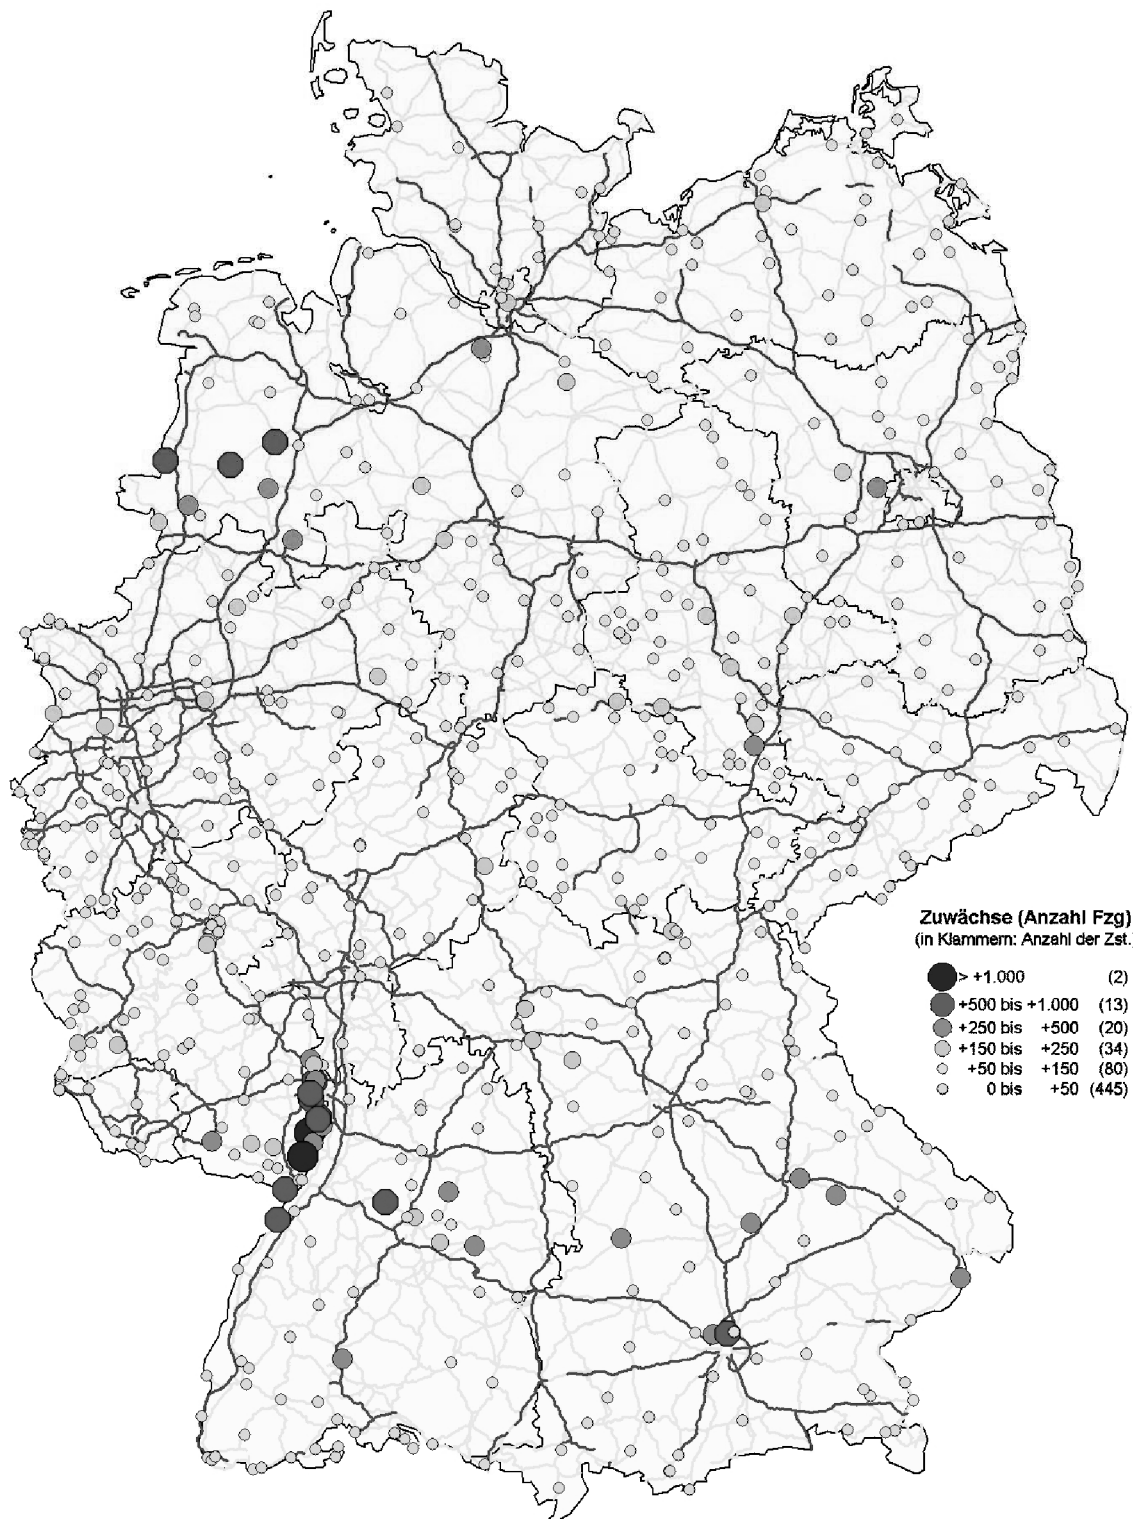 Zuwächse (Anzahl Fzg)
(in Klammern: Anzahl der Zst.)
> +1.000 (2)
+500 bis +1.000 (13)
+250 bis +500 (20)
+150 bis +250 (34)
+50 bis +150 (80)
0 bis +50 (445)